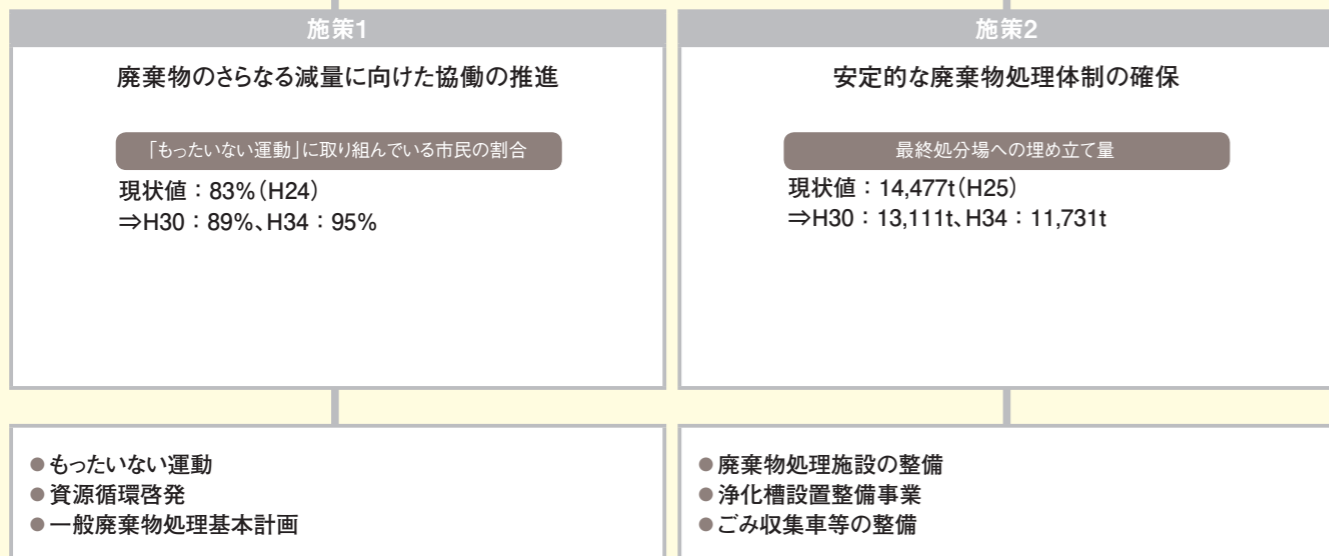 施策1
廃棄物のさらなる減量に向けた協働の推進
「もったいない運動」に取り組んでいる市民の割合
現状値：83%（H24）
⇒H30：89%、H34：95%
もったいない運動
資源循環啓発
一般廃棄物処理基本計画
施策2
安定的な廃棄物処理体制の確保
最終処分場への埋め立て量
現状値：14,477t（H25）
⇒H30：13,111t、H34：11,731t
廃棄物処理施設の整備
浄化槽設置整備事業
ごみ収集車等の整備